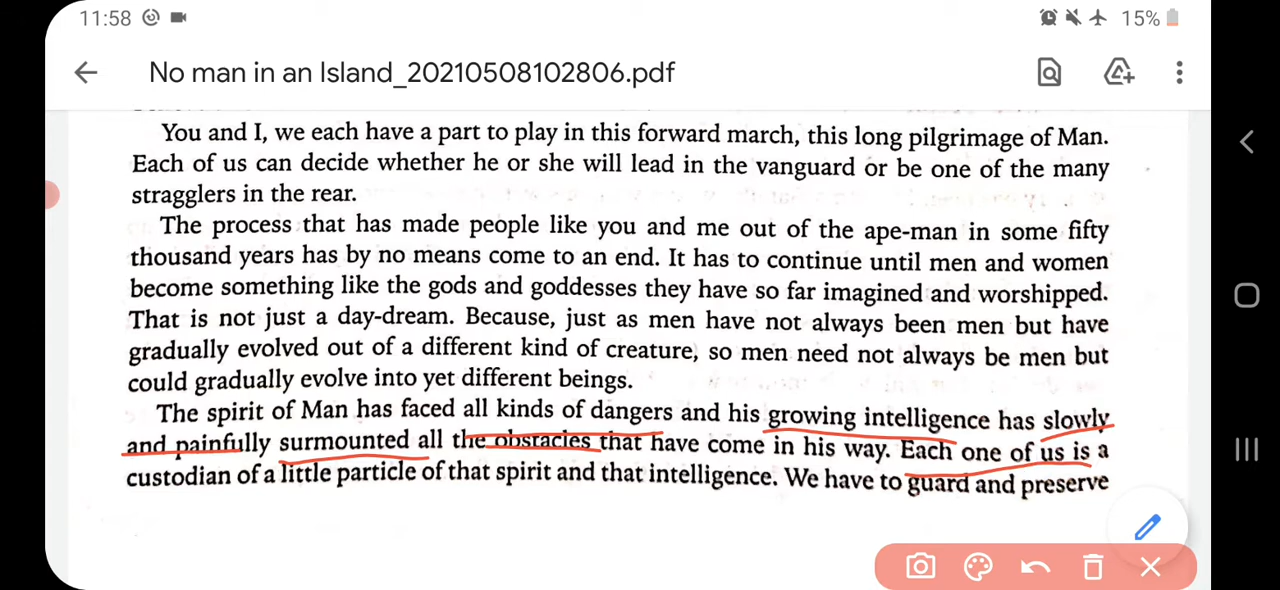 11:58
15%
No man in an Island_20210508102806.pdf
You and I, we each have a part to play in this forward march, this long pilgrimage of Man.
Each of us can decide whether he or she will lead in the vanguard or be one of the many
stragglers in the rear.
The process that has made people like you and me out of the ape-man in some fifty
thousand years has by no means come to an end. It has to continue until men and women
become something like the gods and goddesses they have so far imagined and worshipped.
That is not just a day-dream. Because, just as men have not always been men but have
gradually evolved out of a different kind of creature, so men need not always be men but
could gradually evolve into yet different beings.
The spirit of Man has faced all kinds of dangers and his growing intelligence has slowly
and painfully surmounted all the obstacles that have come in his way. Each one of us is a
custodian of a little particle of that spirit and that intelligence. We have to guard and preserve